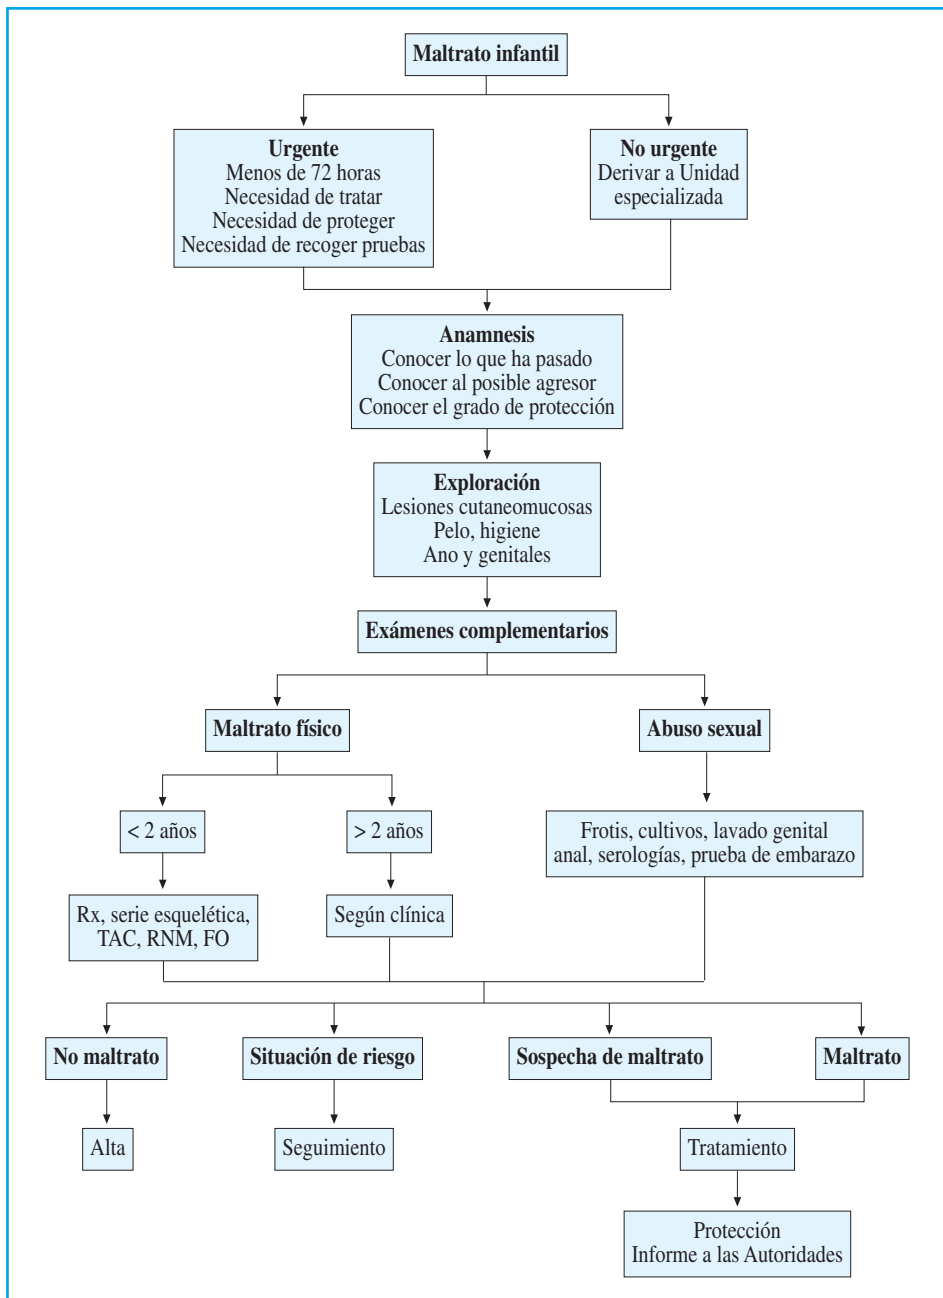 Maltrato infantil
Urgente
Menos de 72 horas
Necesidad de tratar
Necesidad de proteger
Necesidad de recoger pruebas
No urgente
Derivar a Unidad
especializada
Anamnesis
Conocer lo que ha pasado
Conocer al posible agresor
Conocer el grado de protección
Exploración
Lesiones cutaneomucosas
Pelo, higiene
Ano y genitales
Exámenes complementarios
Maltrato físico
Abuso sexual
< 2 años
> 2 años
Frotis, cultivos, lavado genital
anal, serologías, prueba de embarazo
Rx, serie esquelética,
TAC, RNM, FO
Según clínica
No maltrato
Situación de riesgo
Sospecha de maltrato
Maltrato
Alta
Seguimiento
Tratamiento
Protección
Informe a las Autoridades